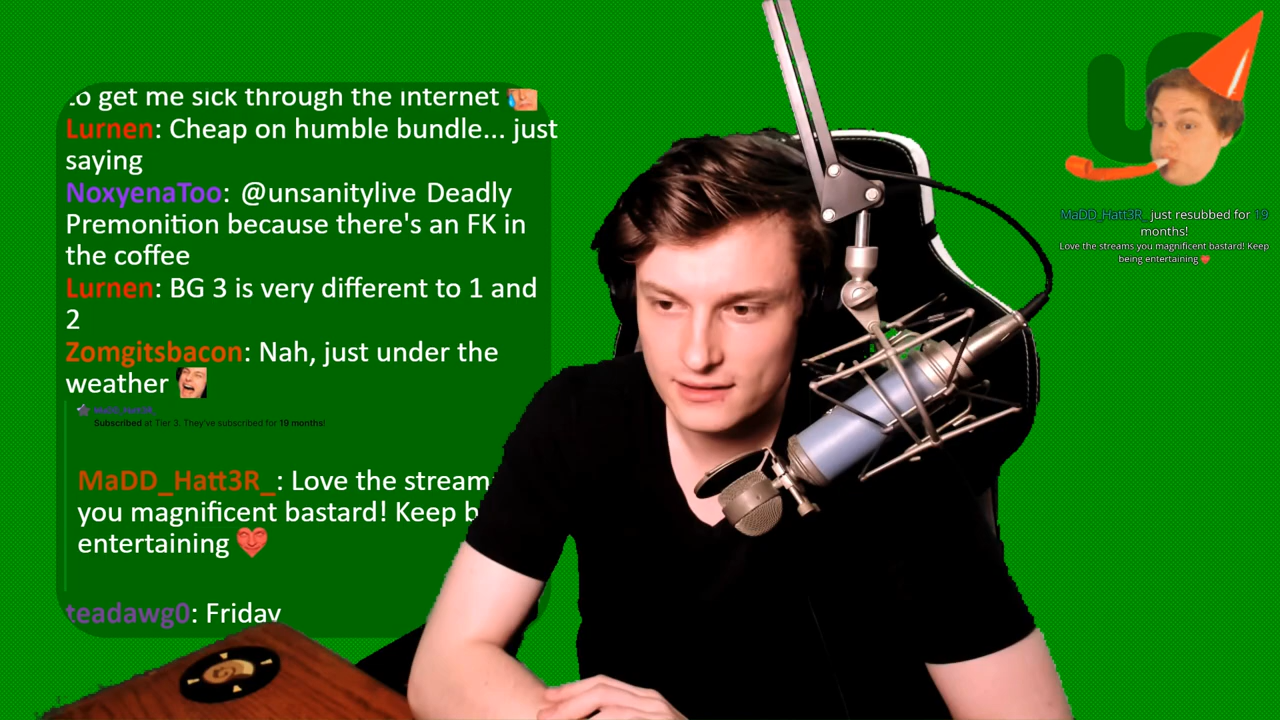 to get me sick through the internet
Lurnen: Cheap on humble bundle... just
saying
NoxyenaToo: @unsanitylive Deadly
Premonition because there's an FK in
the coffee
Lurnen: BG 3 is very different to 1 and
2
Zomgitsbacon: Nah, just under the
weather
MaDD_Hatt3R_
Subscribed at Tier 3. They've subscribed for 19 months!
MaDD_Hatt3R_: Love the stream
you magnificent bastard! Keep b
entertaining
teadawg0: Friday
MaDD_Hatt3R_ just resubbed for 19
months!
Love the streams you magnificent bastard! Keep
being entertaining